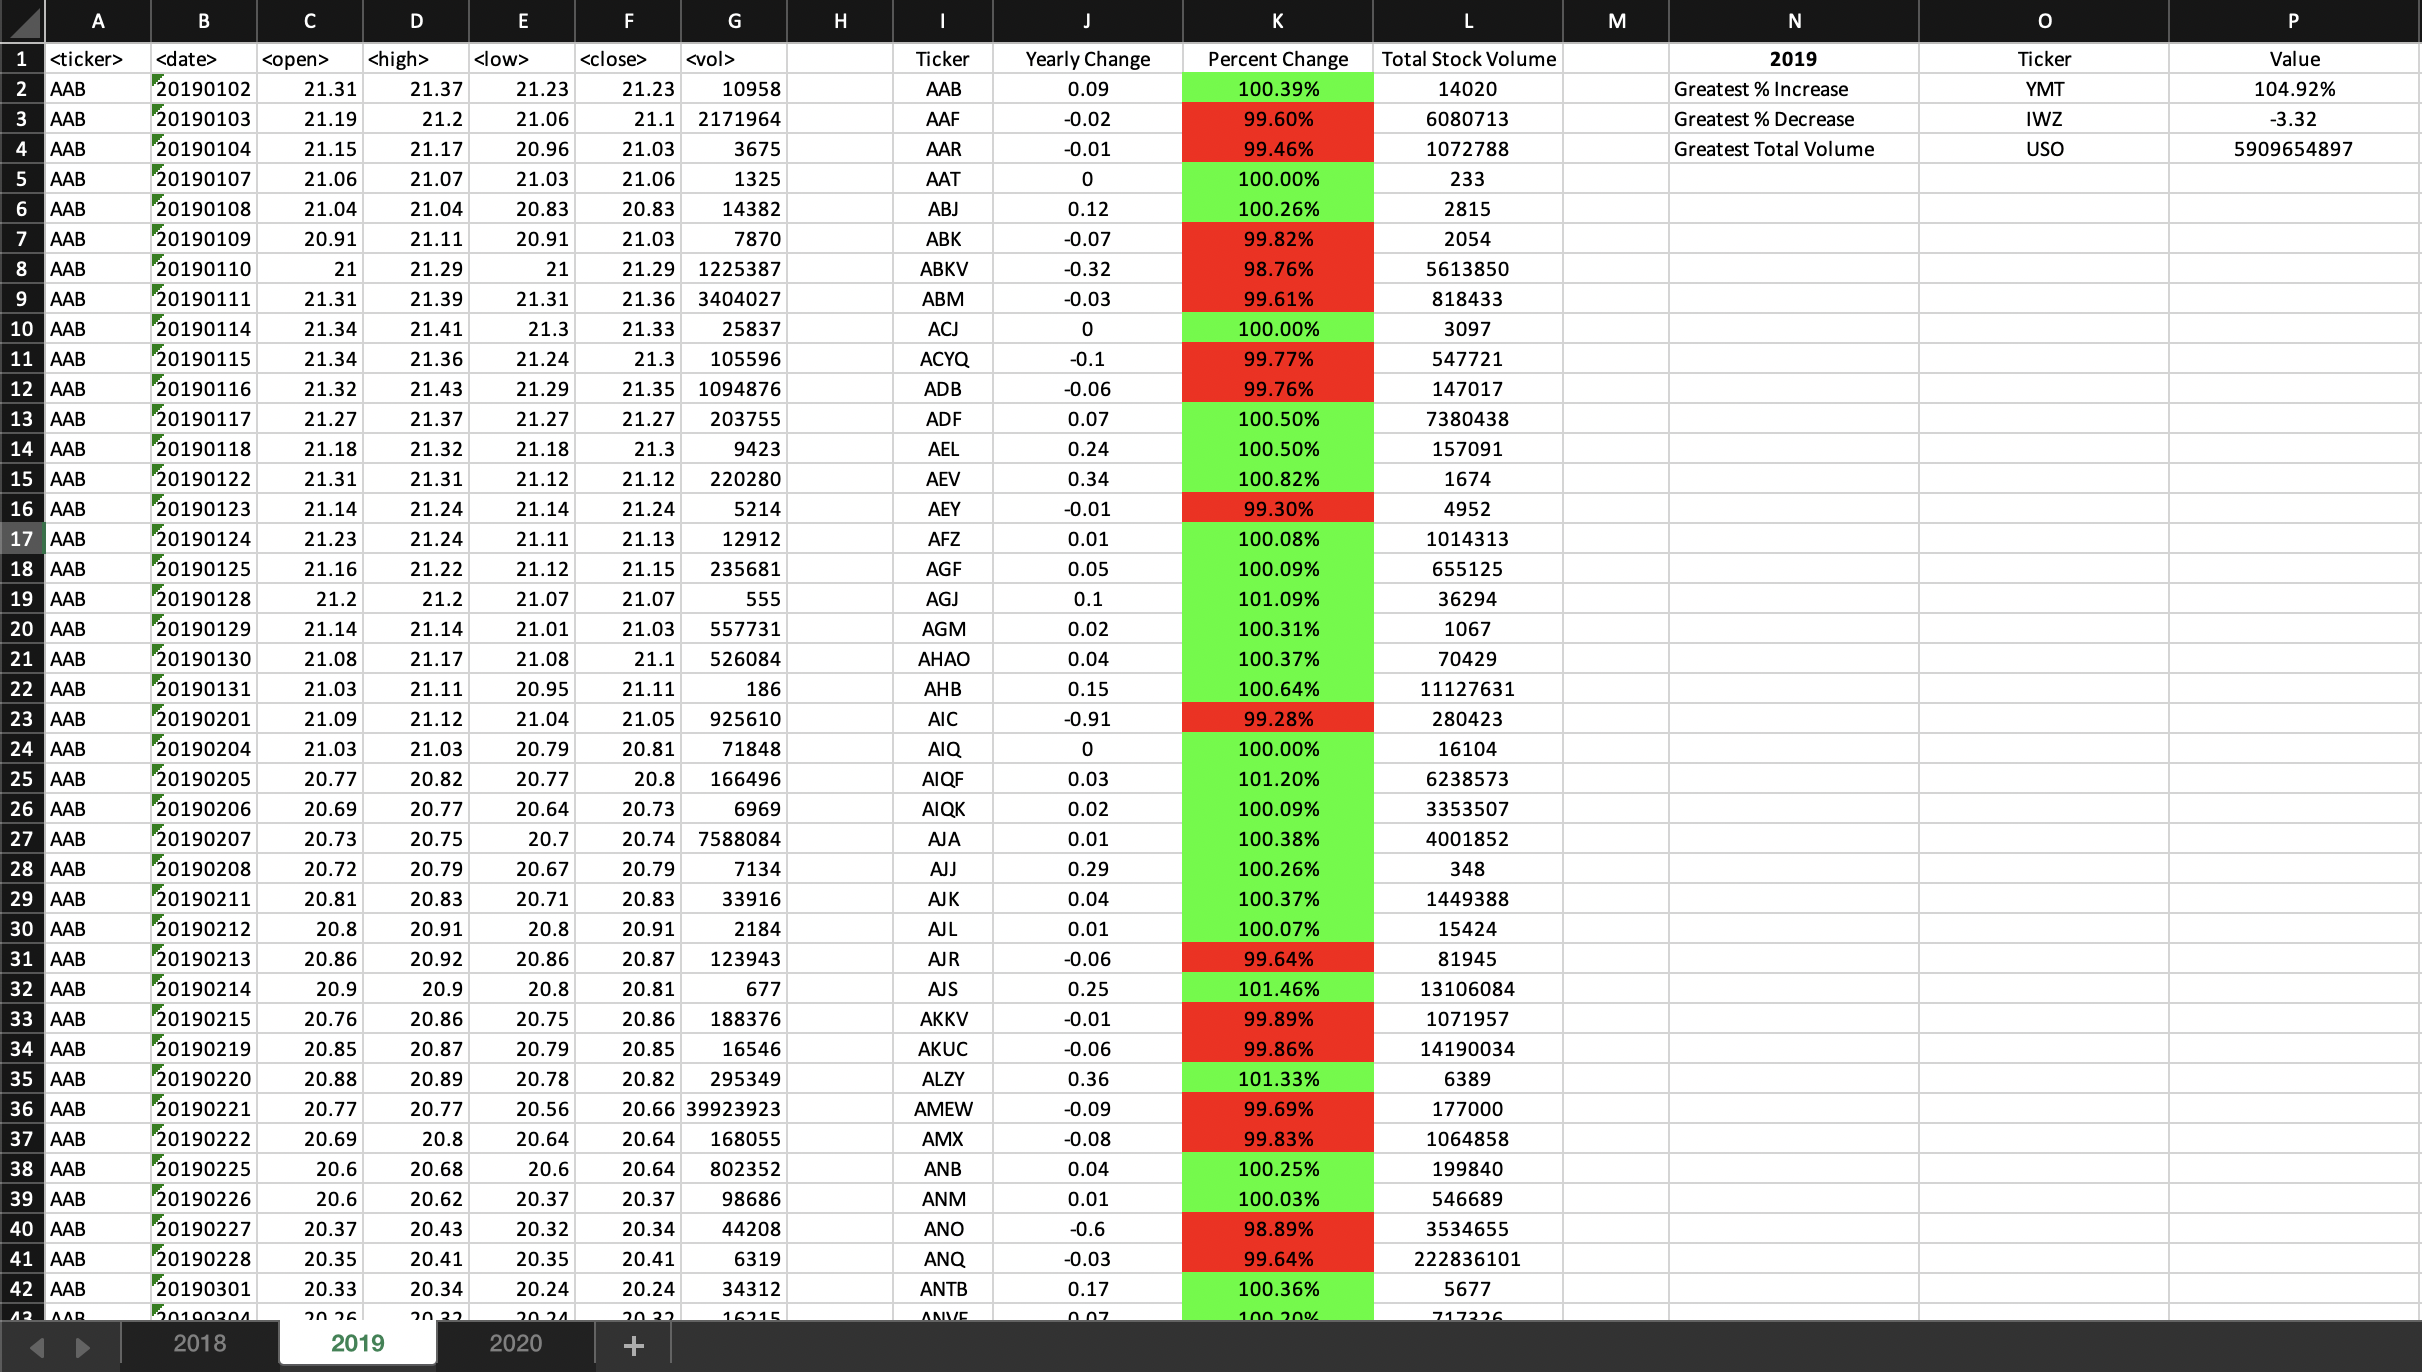 A B C D E F G H I J K L M N O P
1 <ticker> <date> <open> <high> <low> <close> <vol> Ticker Yearly Change Percent Change Total Stock Volume 2019 Ticker Value
2 AAB 20190102 21.31 21.37 21.23 21.23 10958 AAB 0.09 100.39% 14020 Greatest % Increase YMT 104.92%
3 AAB 20190103 21.19 21.2 21.06 21.1 2171964 AAF -0.02 99.60% 6080713 Greatest % Decrease IWZ -3.32
4 AAB 20190104 21.15 21.17 20.96 21.03 3675 AAR -0.01 99.46% 1072788 Greatest Total Volume USO 5909654897
5 AAB 20190107 21.06 21.07 21.03 21.06 1325 AAT 0 100.00% 233
6 AAB 20190108 21.04 21.04 20.83 20.83 14382 ABJ 0.12 100.26% 2815
7 AAB 20190109 20.91 21.11 20.91 21.03 7870 ABK -0.07 99.82% 2054
8 AAB 20190110 21 21.29 21 21.29 1225387 ABKV -0.32 98.76% 5613850
9 AAB 20190111 21.31 21.39 21.31 21.36 3404027 ABM -0.03 99.61% 818433
10 AAB 20190114 21.34 21.41 21.3 21.33 25837 ACJ 0 100.00% 3097
11 AAB 20190115 21.34 21.36 21.24 21.3 105596 ACYQ -0.1 99.77% 547721
12 AAB 20190116 21.32 21.43 21.29 21.35 1094876 ADB -0.06 99.76% 147017
13 AAB 20190117 21.27 21.37 21.27 21.27 203755 ADF 0.07 100.50% 7380438
14 AAB 20190118 21.18 21.32 21.18 21.3 9423 AEL 0.24 100.50% 157091
15 AAB 20190122 21.31 21.31 21.12 21.12 220280 AEV 0.34 100.82% 1674
16 AAB 20190123 21.14 21.24 21.14 21.24 5214 AEY -0.01 99.30% 4952
17 AAB 20190124 21.23 21.24 21.11 21.13 12912 AFZ 0.01 100.08% 1014313
18 AAB 20190125 21.16 21.22 21.12 21.15 235681 AGF 0.05 100.09% 655125
19 AAB 20190128 21.2 21.2 21.07 21.07 555 AGJ 0.1 101.09% 36294
20 AAB 20190129 21.14 21.14 21.01 21.03 557731 AGM 0.02 100.31% 1067
21 AAB 20190130 21.08 21.17 21.08 21.1 526084 AHAO 0.04 100.37% 70429
22 AAB 20190131 21.03 21.11 20.95 21.11 186 AHB 0.15 100.64% 11127631
23 AAB 20190201 21.09 21.12 21.04 21.05 925610 AIC -0.91 99.28% 280423
24 AAB 20190204 21.03 21.03 20.79 20.81 71848 AIQ 0 100.00% 16104
25 AAB 20190205 20.77 20.82 20.77 20.8 166496 AIQF 0.03 101.20% 6238573
26 AAB 20190206 20.69 20.77 20.64 20.73 6969 AIQK 0.02 100.09% 3353507
27 AAB 20190207 20.73 20.75 20.7 20.74 7588084 AJA 0.01 100.38% 4001852
28 AAB 20190208 20.72 20.79 20.67 20.79 7134 AJJ 0.29 100.26% 348
29 AAB 20190211 20.81 20.83 20.71 20.83 33916 AJK 0.04 100.37% 1449388
30 AAB 20190212 20.8 20.91 20.8 20.91 2184 AJL 0.01 100.07% 15424
31 AAB 20190213 20.86 20.92 20.86 20.87 123943 AJR -0.06 99.64% 81945
32 AAB 20190214 20.9 20.9 20.8 20.81 677 AJS 0.25 101.46% 13106084
33 AAB 20190215 20.76 20.86 20.75 20.86 188376 AKKV -0.01 99.89% 1071957
34 AAB 20190219 20.85 20.87 20.79 20.85 16546 AKUC -0.06 99.86% 14190034
35 AAB 20190220 20.88 20.89 20.78 20.82 295349 ALZY 0.36 101.33% 6389
36 AAB 20190221 20.77 20.77 20.56 20.66 39923923 AMEW -0.09 99.69% 177000
37 AAB 20190222 20.69 20.8 20.64 20.64 168055 AMX -0.08 99.83% 1064858
38 AAB 20190225 20.6 20.68 20.6 20.64 802352 ANB 0.04 100.25% 199840
39 AAB 20190226 20.6 20.62 20.37 20.37 98686 ANM 0.01 100.03% 546689
40 AAB 20190227 20.37 20.43 20.32 20.34 44208 ANO -0.6 98.89% 3534655
41 AAB 20190228 20.35 20.41 20.35 20.41 6319 ANQ -0.03 99.64% 222836101
42 AAB 20190301 20.33 20.34 20.24 20.24 34312 ANTB 0.17 100.36% 5677
43 AAB 20190304 20.26 20.32 20.24 20.32 16215 0.07 100.20% 717326
2018 2019 2020 +